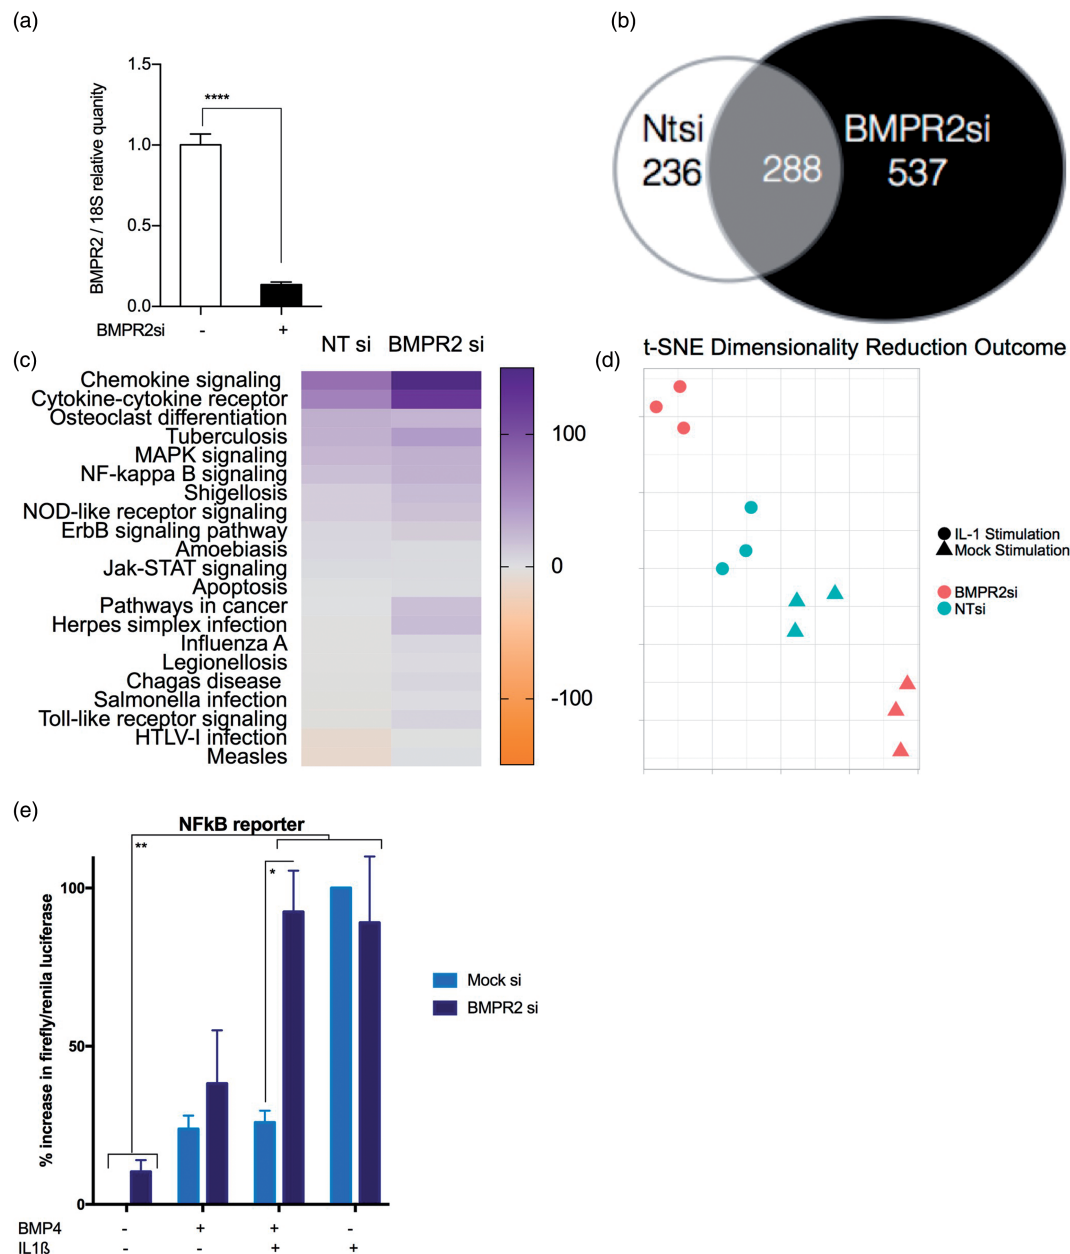 (a)
1.5
1.0
0.5
0.0
BMPR2 / 18S relative quanity
****
BMPR2si - +
(b)
Ntsi
236
288
BMPR2si
537
(c)
NT si BMPR2 si
Chemokine signaling
Cytokine-cytokine receptor
Osteoclast differentiation
Tuberculosis
MAPK signaling
NF-kappa B signaling
Shigellosis
NOD-like receptor signaling
ErbB signaling pathway
Amoebiasis
Jak-STAT signaling
Apoptosis
Pathways in cancer
Herpes simplex infection
Influenza A
Legionellosis
Chagas disease
Salmonella infection
Toll-like receptor signaling
HTLV-I infection
Measles
100
0
-100
(d)
t-SNE Dimensionality Reduction Outcome
IL-1 Stimulation
Mock Stimulation
BMPR2si
NTsi
(e)
NFkB reporter
**
*
100
50
0
% increase in firefly/renila luciferase
Mock si
BMPR2 si
BMP4 - + + -
IL1ß - - + +